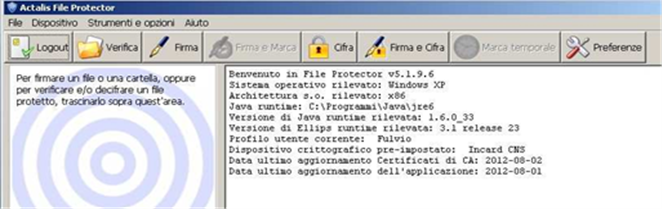 Actalis File Protector
File Dispositivo Strumenti e opzioni Aiuto
Logout Verifica Firma Firma e Marca Cifra Firma e Cifra Marca temporale Preferenze
Per firmare un file o una cartella, oppure
per verificare e/o decifrare un file
protetto, trascinarlo sopra quest'area.
Benvenuto in File Protector v5.1.9.6
Sistema operativo rilevato: Windows XP
Architettura s.o. rilevato: x86
Java runtime: C:\Programmi\Java\jre6
Versione di Java runtime rilevata: 1.6.0_33
Versione di Ellips runtime rilevata: 3.1 release 23
Profilo utente corrente: Fulvio
Dispositivo crittografico pre-impostato: Incard CNS
Data ultimo aggiornamento Certificati di CA: 2012-08-02
Data ultimo aggiornamento dell'applicazione: 2012-08-01